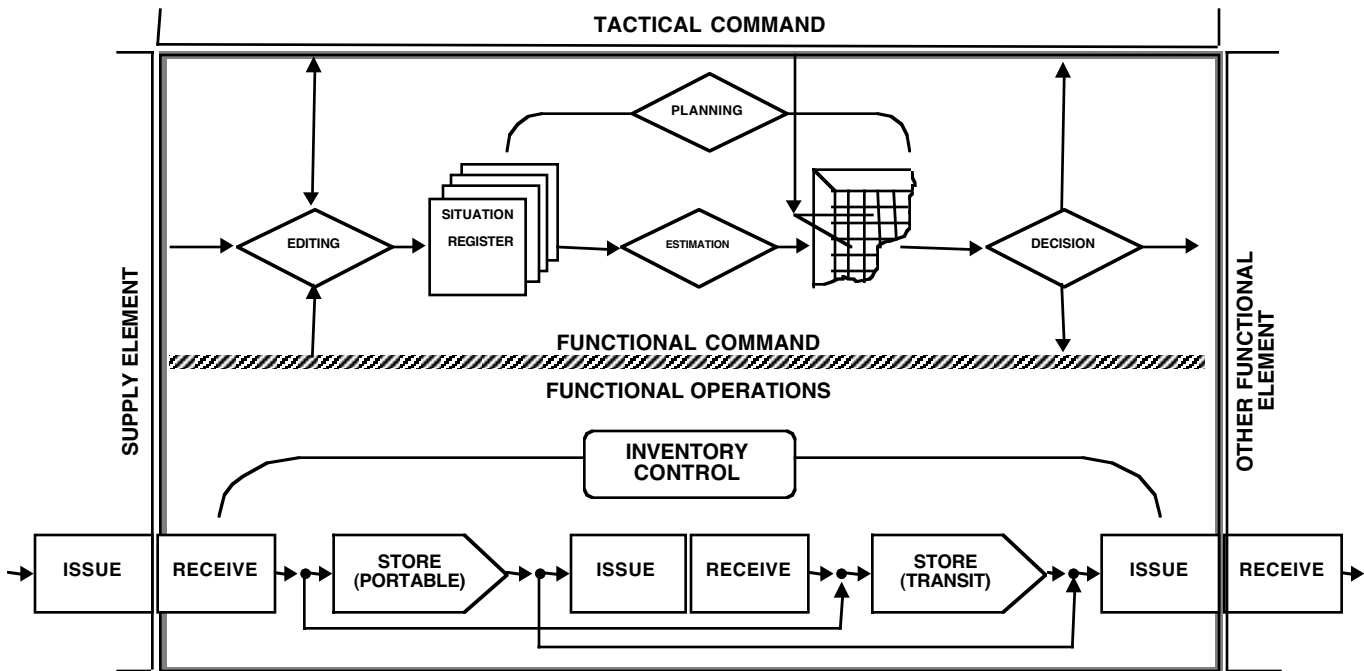 TACTICAL COMMAND
PLANNING
SITUATION
REGISTER
EDITING
ESTIMATION
DECISION
SUPPLY ELEMENT
OTHER FUNCTIONAL
ELEMENT
FUNCTIONAL COMMAND
FUNCTIONAL OPERATIONS
INVENTORY
CONTROL
ISSUE
RECEIVE
STORE
(PORTABLE)
ISSUE
RECEIVE
STORE
(TRANSIT)
ISSUE
RECEIVE